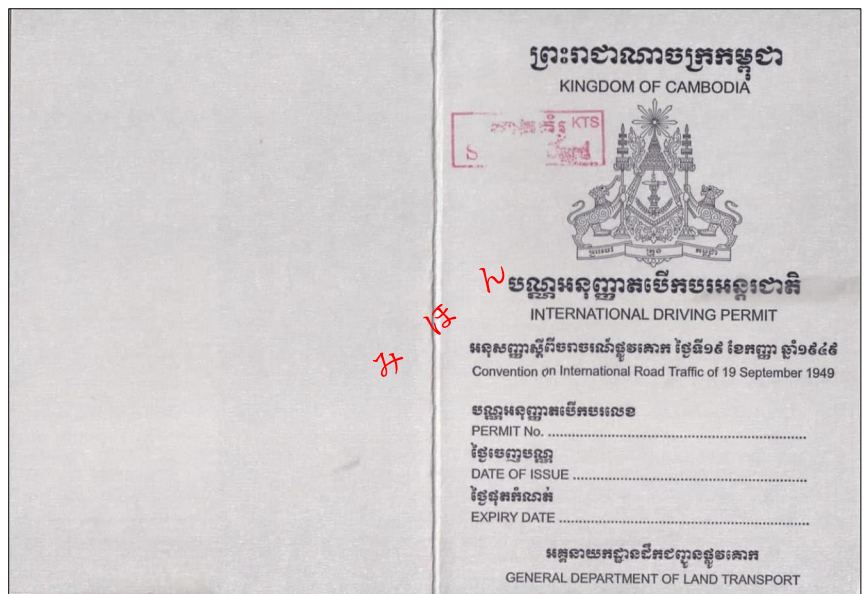 ព្រះរាជាណាចក្រកម្ពុជា
KINGDOM OF CAMBODIA
KTS
S
みほん
បណ្ណអនុញ្ញាតបើកបរអន្តរជាតិ
INTERNATIONAL DRIVING PERMIT
អនុសញ្ញាស្តីពីចរាចរណ៍ផ្លូវគោក ថ្ងៃទី១៩ ខែកញ្ញា ឆ្នាំ១៩៤៩
Convention on International Road Traffic of 19 September 1949
បណ្ណអនុញ្ញាតបើកបរលេខ
PERMIT No. ................................................
ថ្ងៃចេញបណ្ណ
DATE OF ISSUE ................................................
ថ្ងៃផុតកំណត់
EXPIRY DATE ................................................
អគ្គនាយកដ្ឋានដឹកជញ្ជូនផ្លូវគោក
GENERAL DEPARTMENT OF LAND TRANSPORT